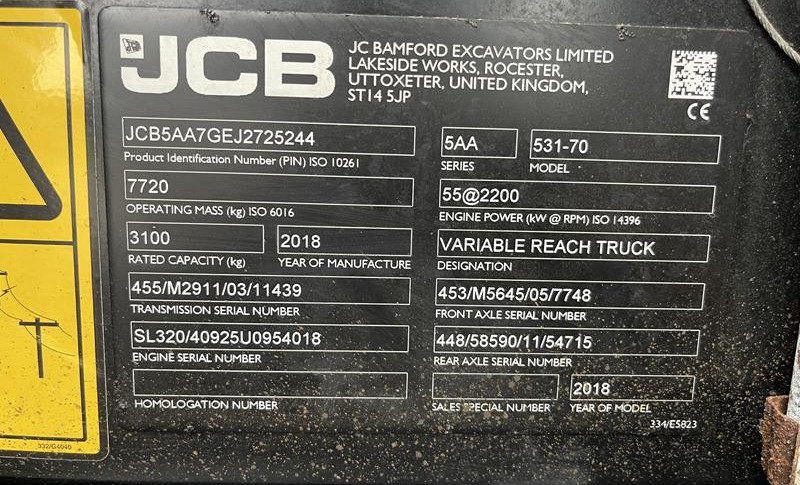 JCB
JC BAMFORD EXCAVATORS LIMITED
LAKESIDE WORKS, ROCESTER,
UTTOXETER, UNITED KINGDOM,
ST14 5JP
CE
JCB5AA7GEJ2725244
Product Identification Number (PIN) ISO 10261
5AA
SERIES
531-70
MODEL
7720
OPERATING MASS (kg) ISO 6016
55@2200
ENGINE POWER (kW @ RPM) ISO 14396
3100
RATED CAPACITY (kg)
2018
YEAR OF MANUFACTURE
VARIABLE REACH TRUCK
DESIGNATION
455/M2911/03/11439
TRANSMISSION SERIAL NUMBER
453/M5645/05/7748
FRONT AXLE SERIAL NUMBER
SL320/40925U0954018
ENGINE SERIAL NUMBER
448/58590/11/54715
REAR AXLE SERIAL NUMBER
HOMOLOGATION NUMBER
SALES SPECIAL NUMBER
2018
YEAR OF MODEL
334/E5823
332/G4040